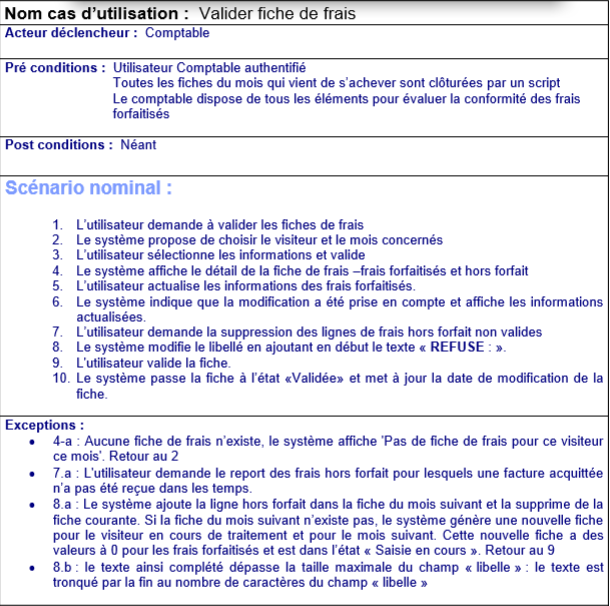 Nom cas d'utilisation : Valider fiche de frais
Acteur déclencheur : Comptable
Pré conditions : Utilisateur Comptable authentifié
Toutes les fiches du mois qui vient de s'achever sont clôturées par un script
Le comptable dispose de tous les éléments pour évaluer la conformité des frais
forfaitisés
Post conditions : Néant
Scénario nominal :
1. L'utilisateur demande à valider les fiches de frais
2. Le système propose de choisir le visiteur et le mois concernés
3. L'utilisateur sélectionne les informations et valide
4. Le système affiche le détail de la fiche de frais –frais forfaitisés et hors forfait
5. L'utilisateur actualise les informations des frais forfaitisés.
6. Le système indique que la modification a été prise en compte et affiche les informations
actualisées.
7. L'utilisateur demande la suppression des lignes de frais hors forfait non valides
8. Le système modifie le libellé en ajoutant en début le texte « REFUSE : ».
9. L'utilisateur valide la fiche.
10. Le système passe la fiche à l'état «Validée» et met à jour la date de modification de la
fiche.
Exceptions :
• 4-a : Aucune fiche de frais n'existe, le système affiche 'Pas de fiche de frais pour ce visiteur
ce mois'. Retour au 2
• 7.a : L'utilisateur demande le report des frais hors forfait pour lesquels une facture acquittée
n'a pas été reçue dans les temps.
• 8.a : Le système ajoute la ligne hors forfait dans la fiche du mois suivant et la supprime de la
fiche courante. Si la fiche du mois suivant n'existe pas, le système génère une nouvelle fiche
pour le visiteur en cours de traitement et pour le mois suivant. Cette nouvelle fiche a des
valeurs à 0 pour les frais forfaitisés et est dans l'état « Saisie en cours ». Retour au 9
• 8.b : le texte ainsi complété dépasse la taille maximale du champ « libelle » : le texte est
tronqué par la fin au nombre de caractères du champ « libelle »